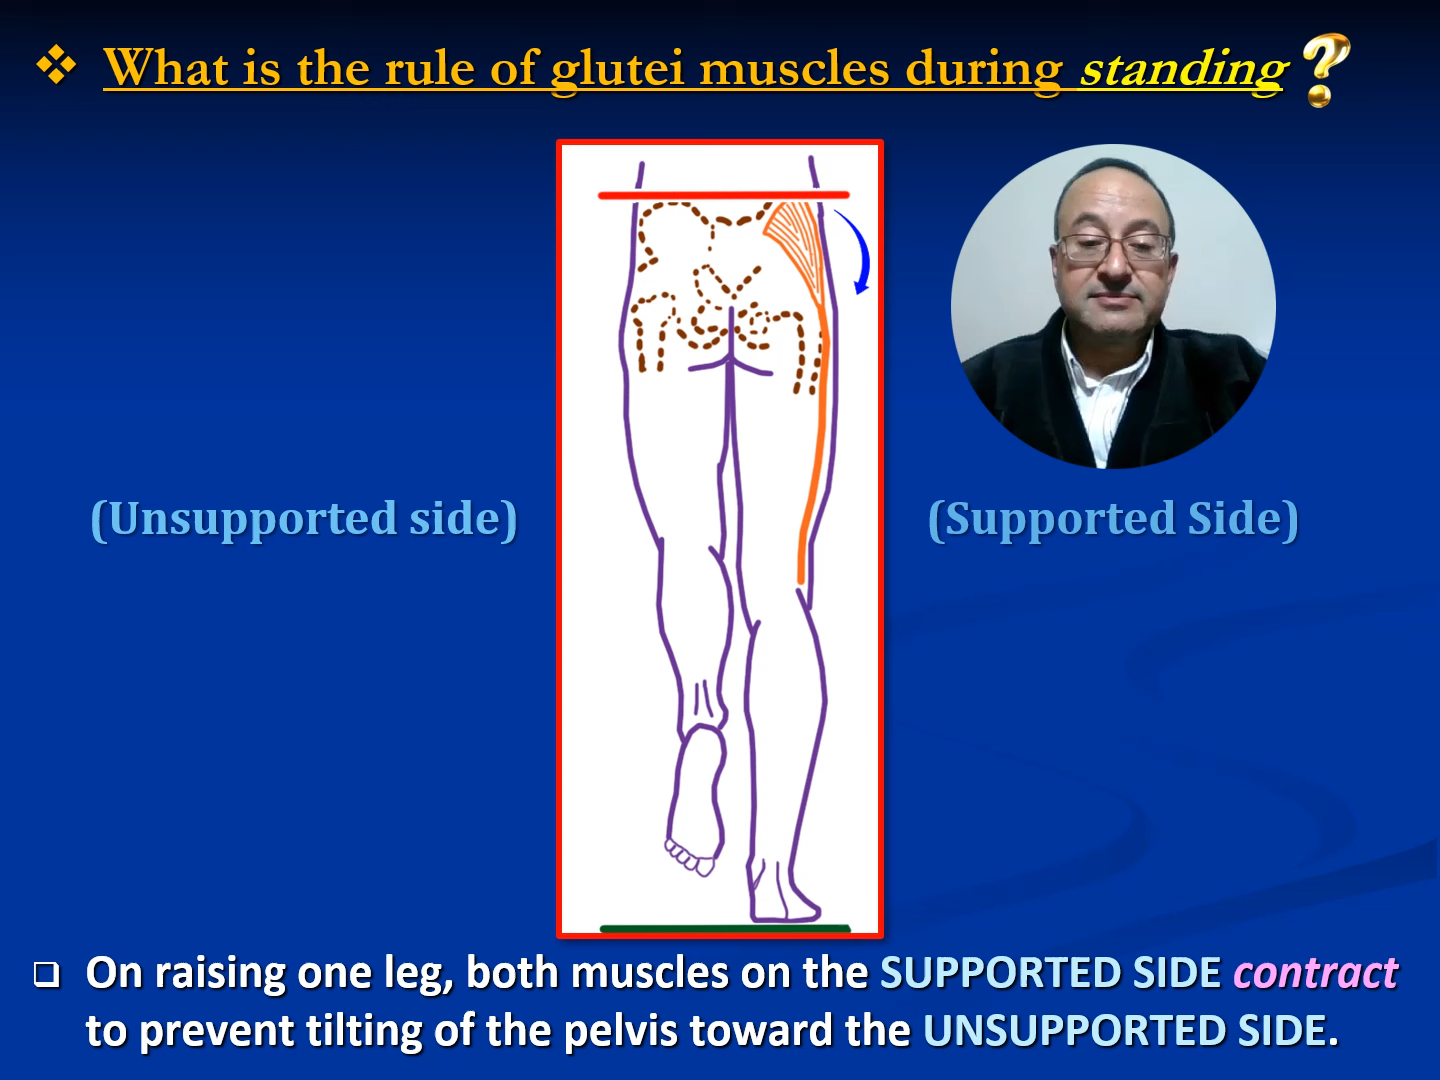 ❖ What is the rule of glutei muscles during standing?
(Unsupported side)
(Supported Side)
❑ On raising one leg, both muscles on the SUPPORTED SIDE contract
to prevent tilting of the pelvis toward the UNSUPPORTED SIDE.